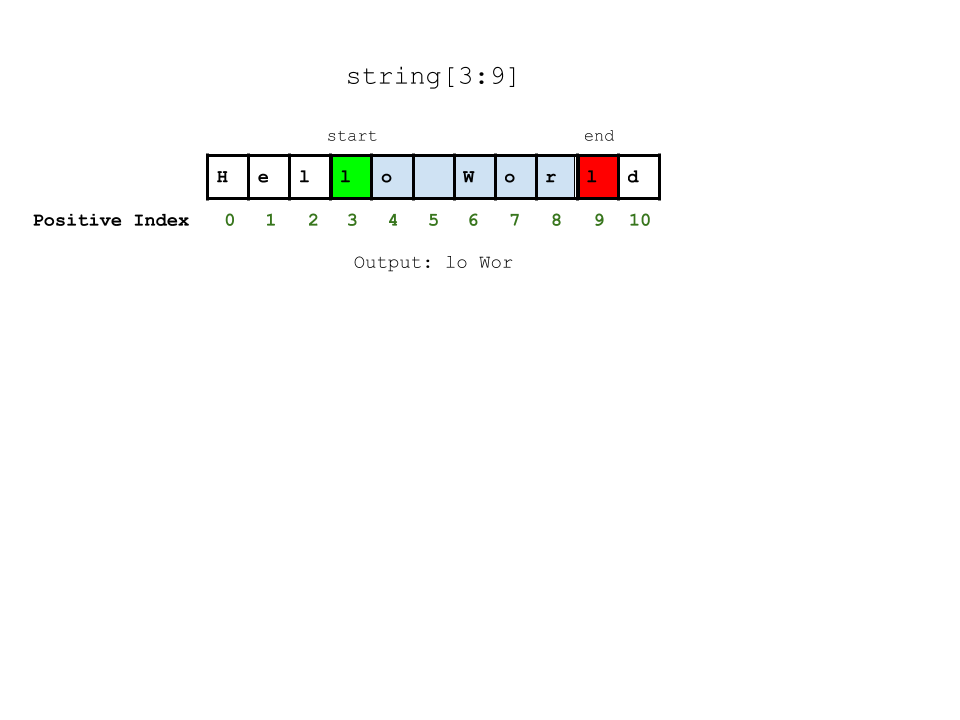 string[3:9]
start end
H e l l o W o r l d
Positive Index 0 1 2 3 4 5 6 7 8 9 10
Output: lo Wor